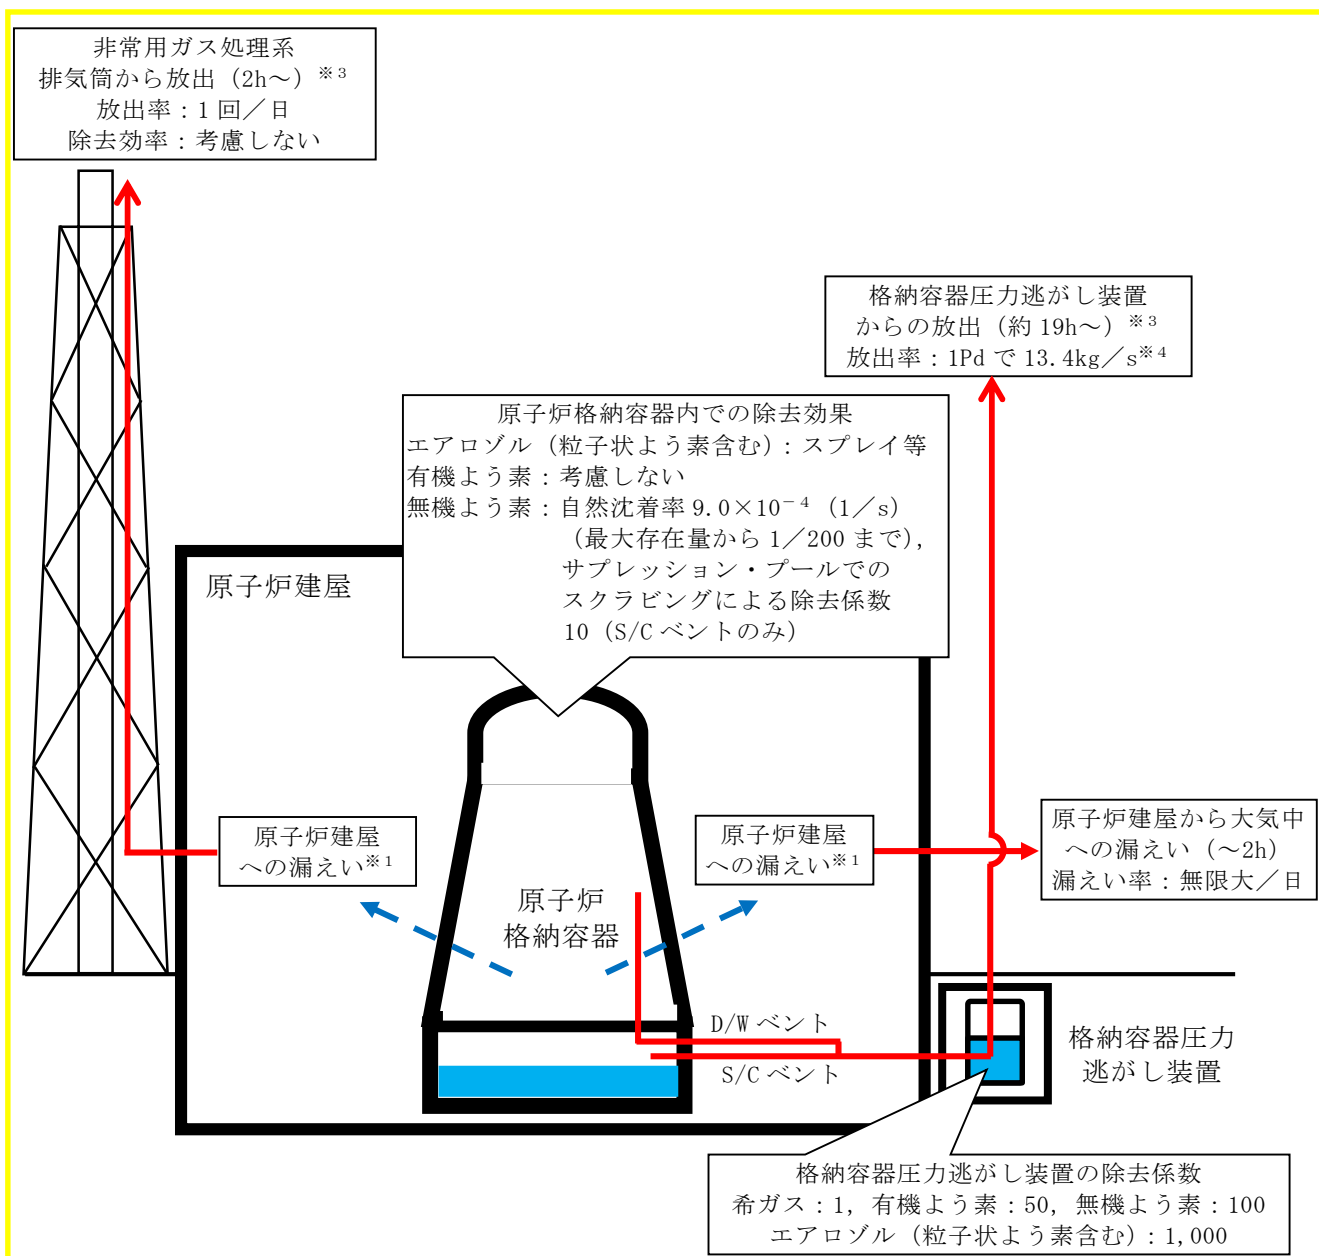 非常用ガス処理系
排気筒から放出（2h～）※3
放出率：1回／日
除去効率：考慮しない
格納容器圧力逃がし装置
からの放出（約19h～）※3
放出率：1Pdで13.4kg／s※4
原子炉格納容器内での除去効果
エアロゾル（粒子状よう素含む）：スプレイ等
有機よう素：考慮しない
無機よう素：自然沈着率9.0×10⁻⁴（1／s）
（最大存在量から1／200まで），
サプレッション・プールでの
スクラビングによる除去係数
10（S/Cベントのみ）
原子炉建屋
原子炉建屋
への漏えい※1
原子炉建屋
への漏えい※1
原子炉建屋から大気中
への漏えい（～2h）
漏えい率：無限大／日
原子炉
格納容器
D/Wベント
S/Cベント
格納容器圧力
逃がし装置
格納容器圧力逃がし装置の除去係数
希ガス：1，有機よう素：50，無機よう素：100
エアロゾル（粒子状よう素含む）：1,000